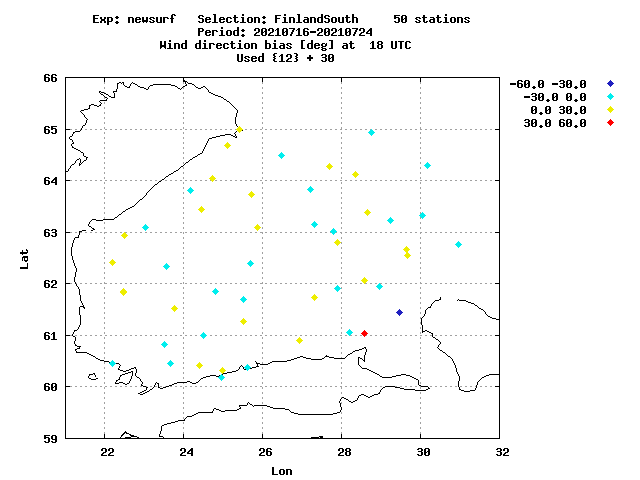 Exp: newsurf Selection: FinlandSouth 50 stations
Period: 20210716-20210724
Wind direction bias [deg] at 18 UTC
Used {12} + 30
-60.0 -30.0
-30.0 0.0
0.0 30.0
30.0 60.0
66
65
64
63
62
61
60
59
Lat
22 24 26 28 30 32
Lon